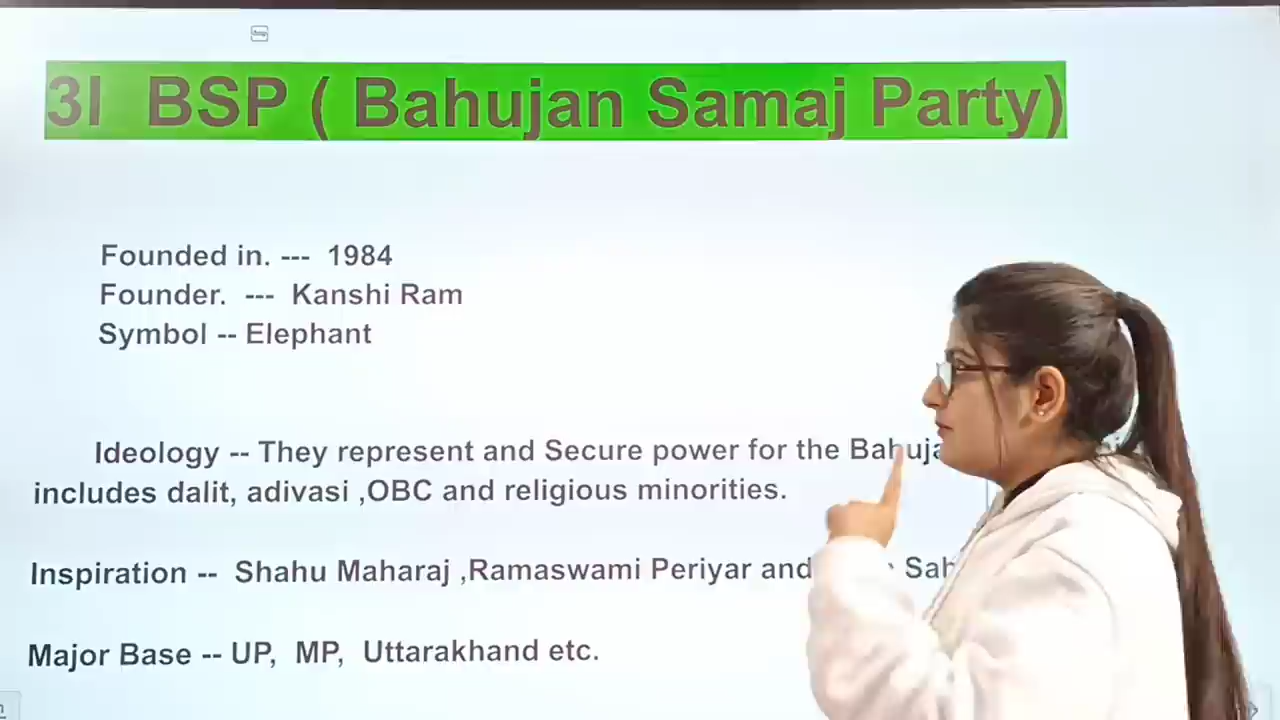 3I BSP ( Bahujan Samaj Party)
Founded in. --- 1984
Founder. --- Kanshi Ram
Symbol -- Elephant
Ideology -- They represent and Secure power for the
includes dalit, adivasi ,OBC and religious minorities.
Inspiration -- Shahu Maharaj ,Ramaswami Periyar and
Major Base -- UP, MP, Uttarakhand etc.